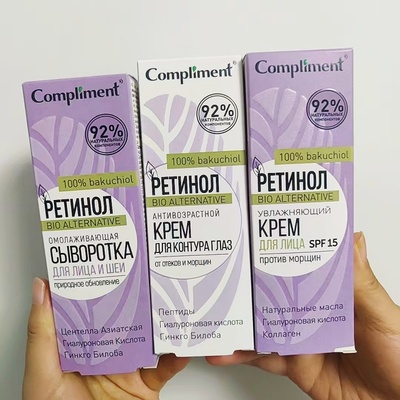 Compliment®
92%
НАТУРАЛЬНЫХ
КОМПОНЕНТОВ
100% bakuchiol
РЕТИНОЛ
BIO ALTERNATIVE
ОМОЛАЖИВАЮЩАЯ
СЫВОРОТКА
ДЛЯ ЛИЦА И ШЕИ
природное обновление
Центелла Азиатская
Гиалуроновая Кислота
Гинкго Билоба
Compliment®
92%
НАТУРАЛЬНЫХ
КОМПОНЕНТОВ
100% bakuchiol
РЕТИНОЛ
BIO ALTERNATIVE
АНТИВОЗРАСТНОЙ
КРЕМ
ДЛЯ КОНТУРА ГЛАЗ
от отеков и морщин
Пептиды
Гиалуроновая кислота
Гинкго Билоба
Compliment®
92%
НАТУРАЛЬНЫХ
КОМПОНЕНТОВ
100% bakuchiol
РЕТИНОЛ
BIO ALTERNATIVE
УВЛАЖНЯЮЩИЙ
КРЕМ
ДЛЯ ЛИЦА SPF 15
против морщин
Натуральные масла
Гиалуроновая кислота
Коллаген